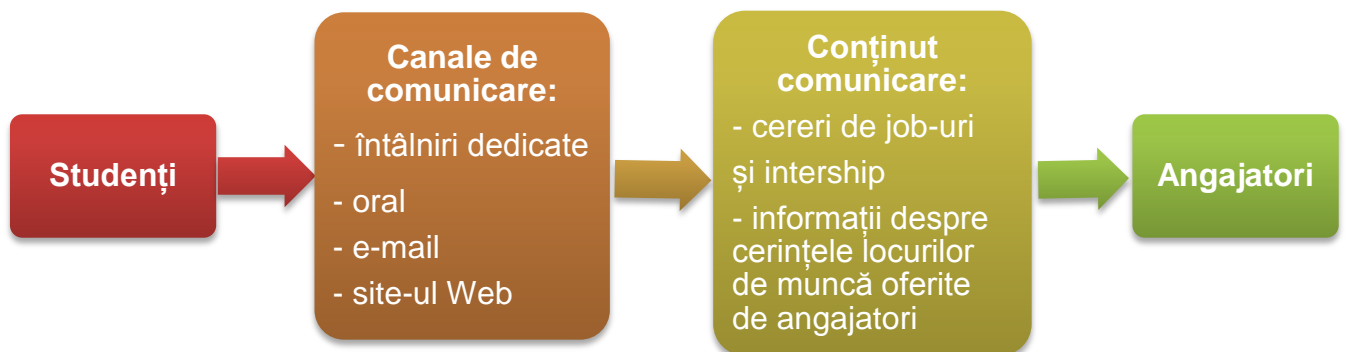 Studenți
Canale de
comunicare:
- întâlniri dedicate
- oral
- e-mail
- site-ul Web
Conținut
comunicare:
- cereri de job-uri
și intership
- informații despre
cerințele locurilor
de muncă oferite
de angajatori
Angajatori